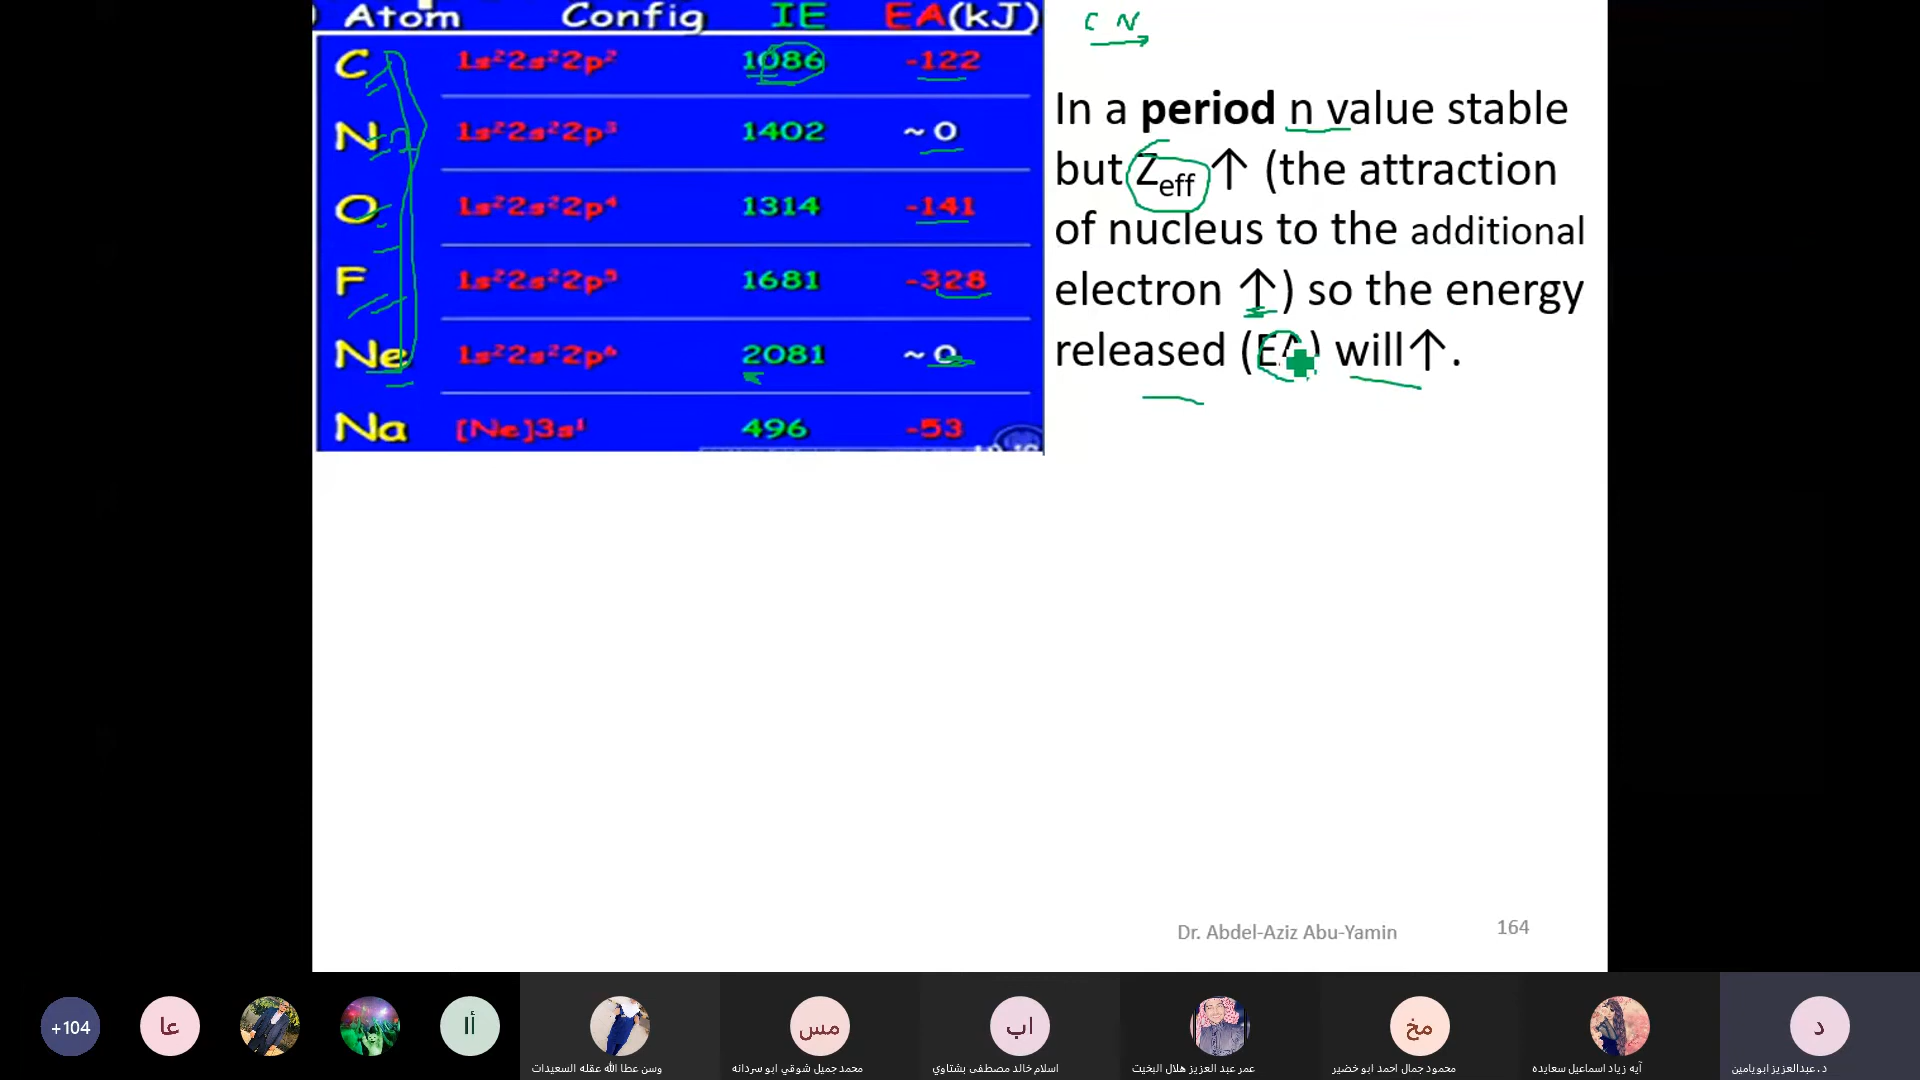 Atom Config IE EA(kJ)
C 1s²2s²2p² 1086 -122
N 1s²2s²2p³ 1402 ~0
O 1s²2s²2p⁴ 1314 -141
F 1s²2s²2p⁵ 1681 -328
Ne 1s²2s²2p⁶ 2081 ~0
Na [Ne]3s¹ 496 -53
C N
In a period n value stable
but Zeff ↑ (the attraction
of nucleus to the additional
electron ↑) so the energy
released (EA) will↑.
Dr. Abdel-Aziz Abu-Yamin 164
+104
عا
أا
مس
اب
مخ
د
وسن عطا الله عقله السعيدات
محمد جميل شوقي ابو سردانه
اسلام خالد مصطفى بشتاوي
عمر عبد العزيز هلال البخيت
محمود جمال احمد ابو خضير
آيه زياد اسماعيل سعايده
د.عبدالعزيز ابويامين